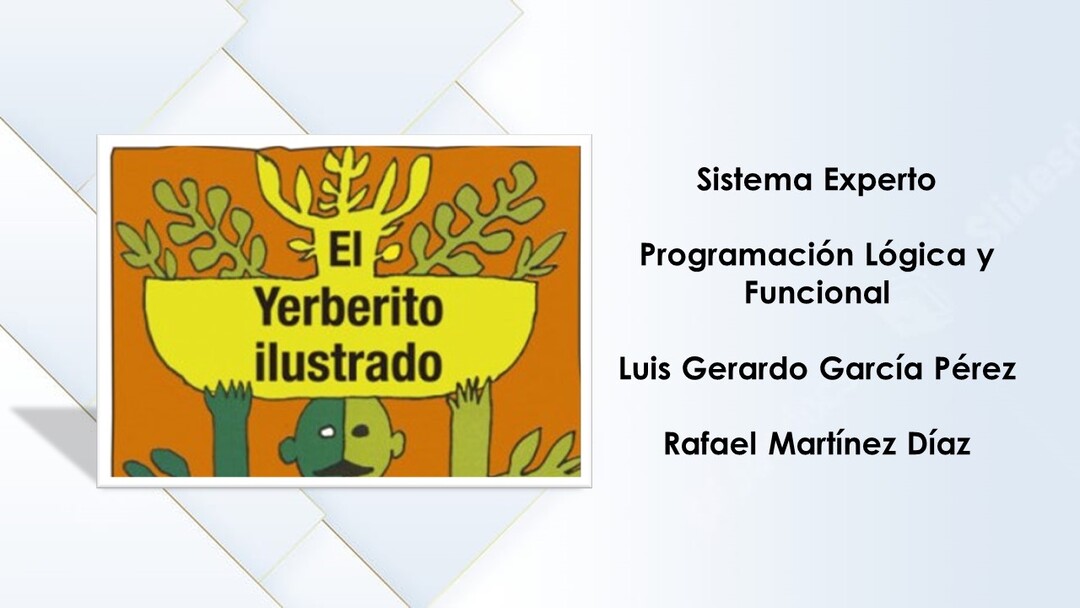 El
Yerberito
ilustrado
Sistema Experto
Programación Lógica y
Funcional
Luis Gerardo García Pérez
Rafael Martínez Díaz